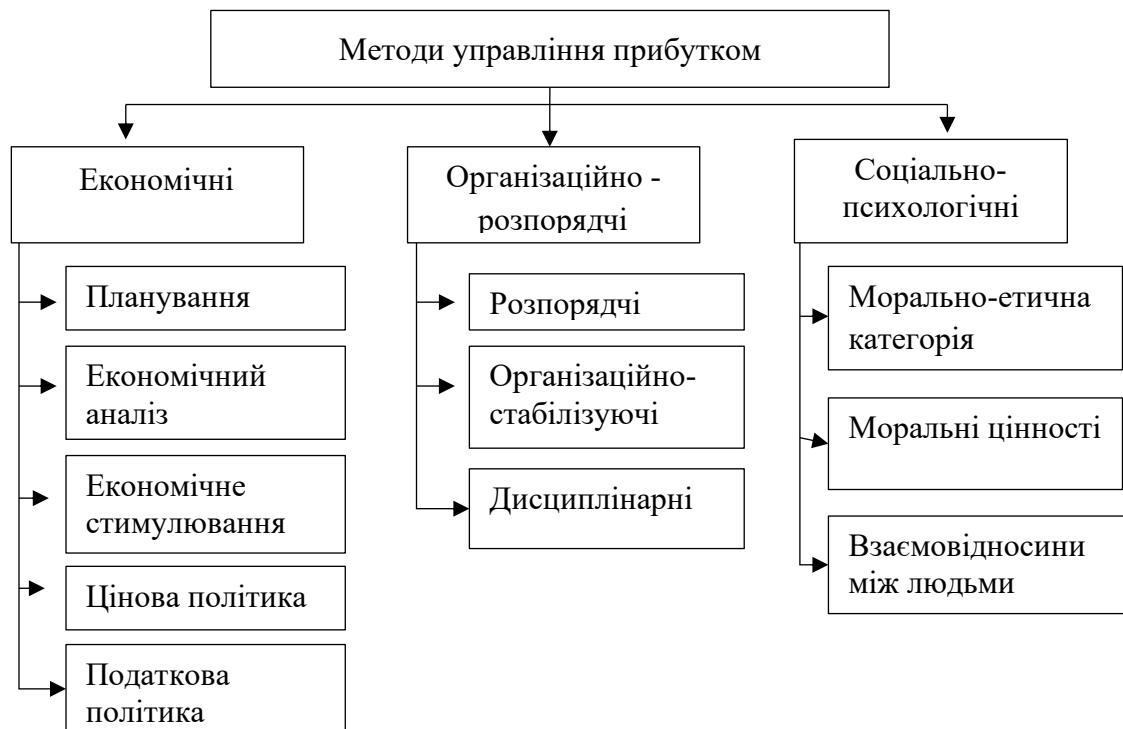 Методи управління прибутком
Економічні
Організаційно -
розпорядчі
Соціально-
психологічні
Планування
Економічний
аналіз
Економічне
стимулювання
Цінова політика
Податкова
політика
Розпорядчі
Організаційно-
стабілізуючі
Дисциплінарні
Морально-етична
категорія
Моральні цінності
Взаємовідносини
між людьми